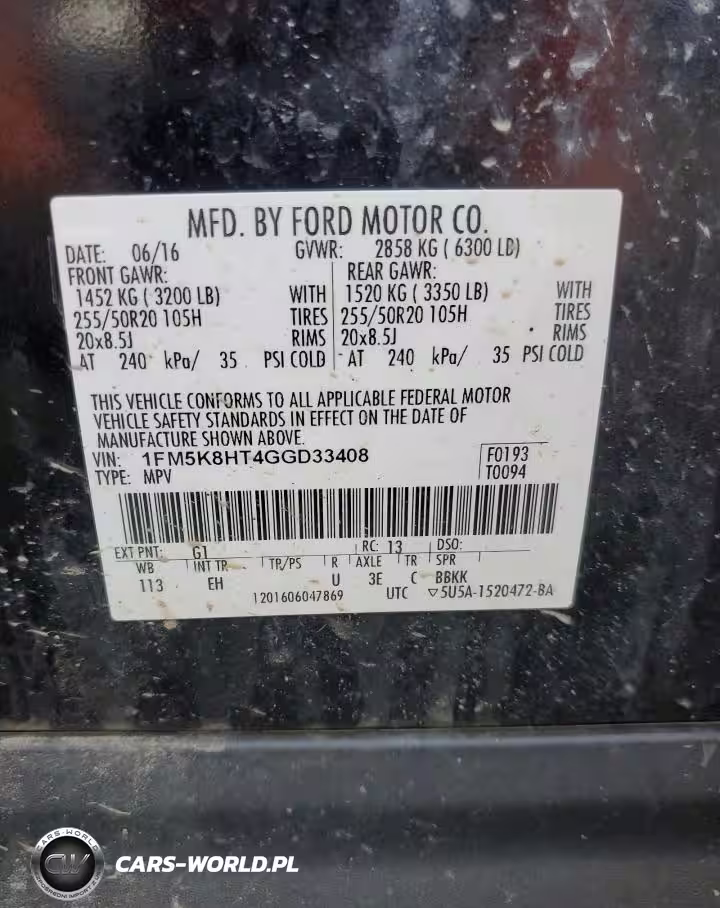 MFD. BY FORD MOTOR CO.
DATE: 06/16 GVWR: 2858 KG ( 6300 LB)
FRONT GAWR: REAR GAWR:
1452 KG ( 3200 LB) WITH 1520 KG ( 3350 LB) WITH
255/50R20 105H TIRES 255/50R20 105H TIRES
20x8.5J RIMS 20x8.5J RIMS
AT 240 kPa/ 35 PSI COLD AT 240 kPa/ 35 PSI COLD
THIS VEHICLE CONFORMS TO ALL APPLICABLE FEDERAL MOTOR
VEHICLE SAFETY STANDARDS IN EFFECT ON THE DATE OF
MANUFACTURE SHOWN ABOVE.
VIN: 1FM5K8HT4GGD33408 F0193
TYPE: MPV T0094
EXT PNT: G1 RC: 13 DSO:
WB INT TR TP/PS R AXLE TR SPR
113 EH U 3E C BBKK
1201606047869 UTC ▽5U5A-1520472-BA
CARS-WORLD
CW
CARS-WORLD.PL